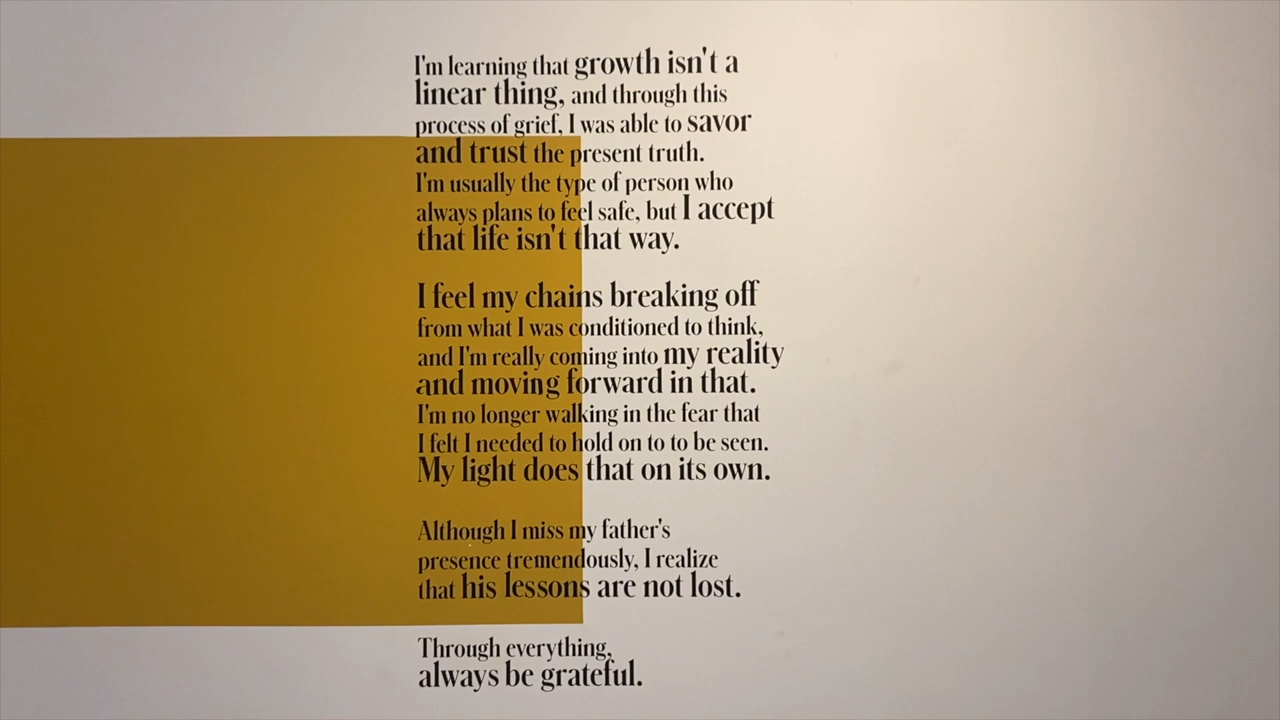 I'm learning that growth isn't a
linear thing, and through this
process of grief, I was able to savor
and trust the present truth.
I'm usually the type of person who
always plans to feel safe, but I accept
that life isn't that way.
I feel my chains breaking off
from what I was conditioned to think,
and I'm really coming into my reality
and moving forward in that.
I'm no longer walking in the fear that
I felt I needed to hold on to to be seen.
My light does that on its own.
Although I miss my father's
presence tremendously, I realize
that his lessons are not lost.
Through everything,
always be grateful.